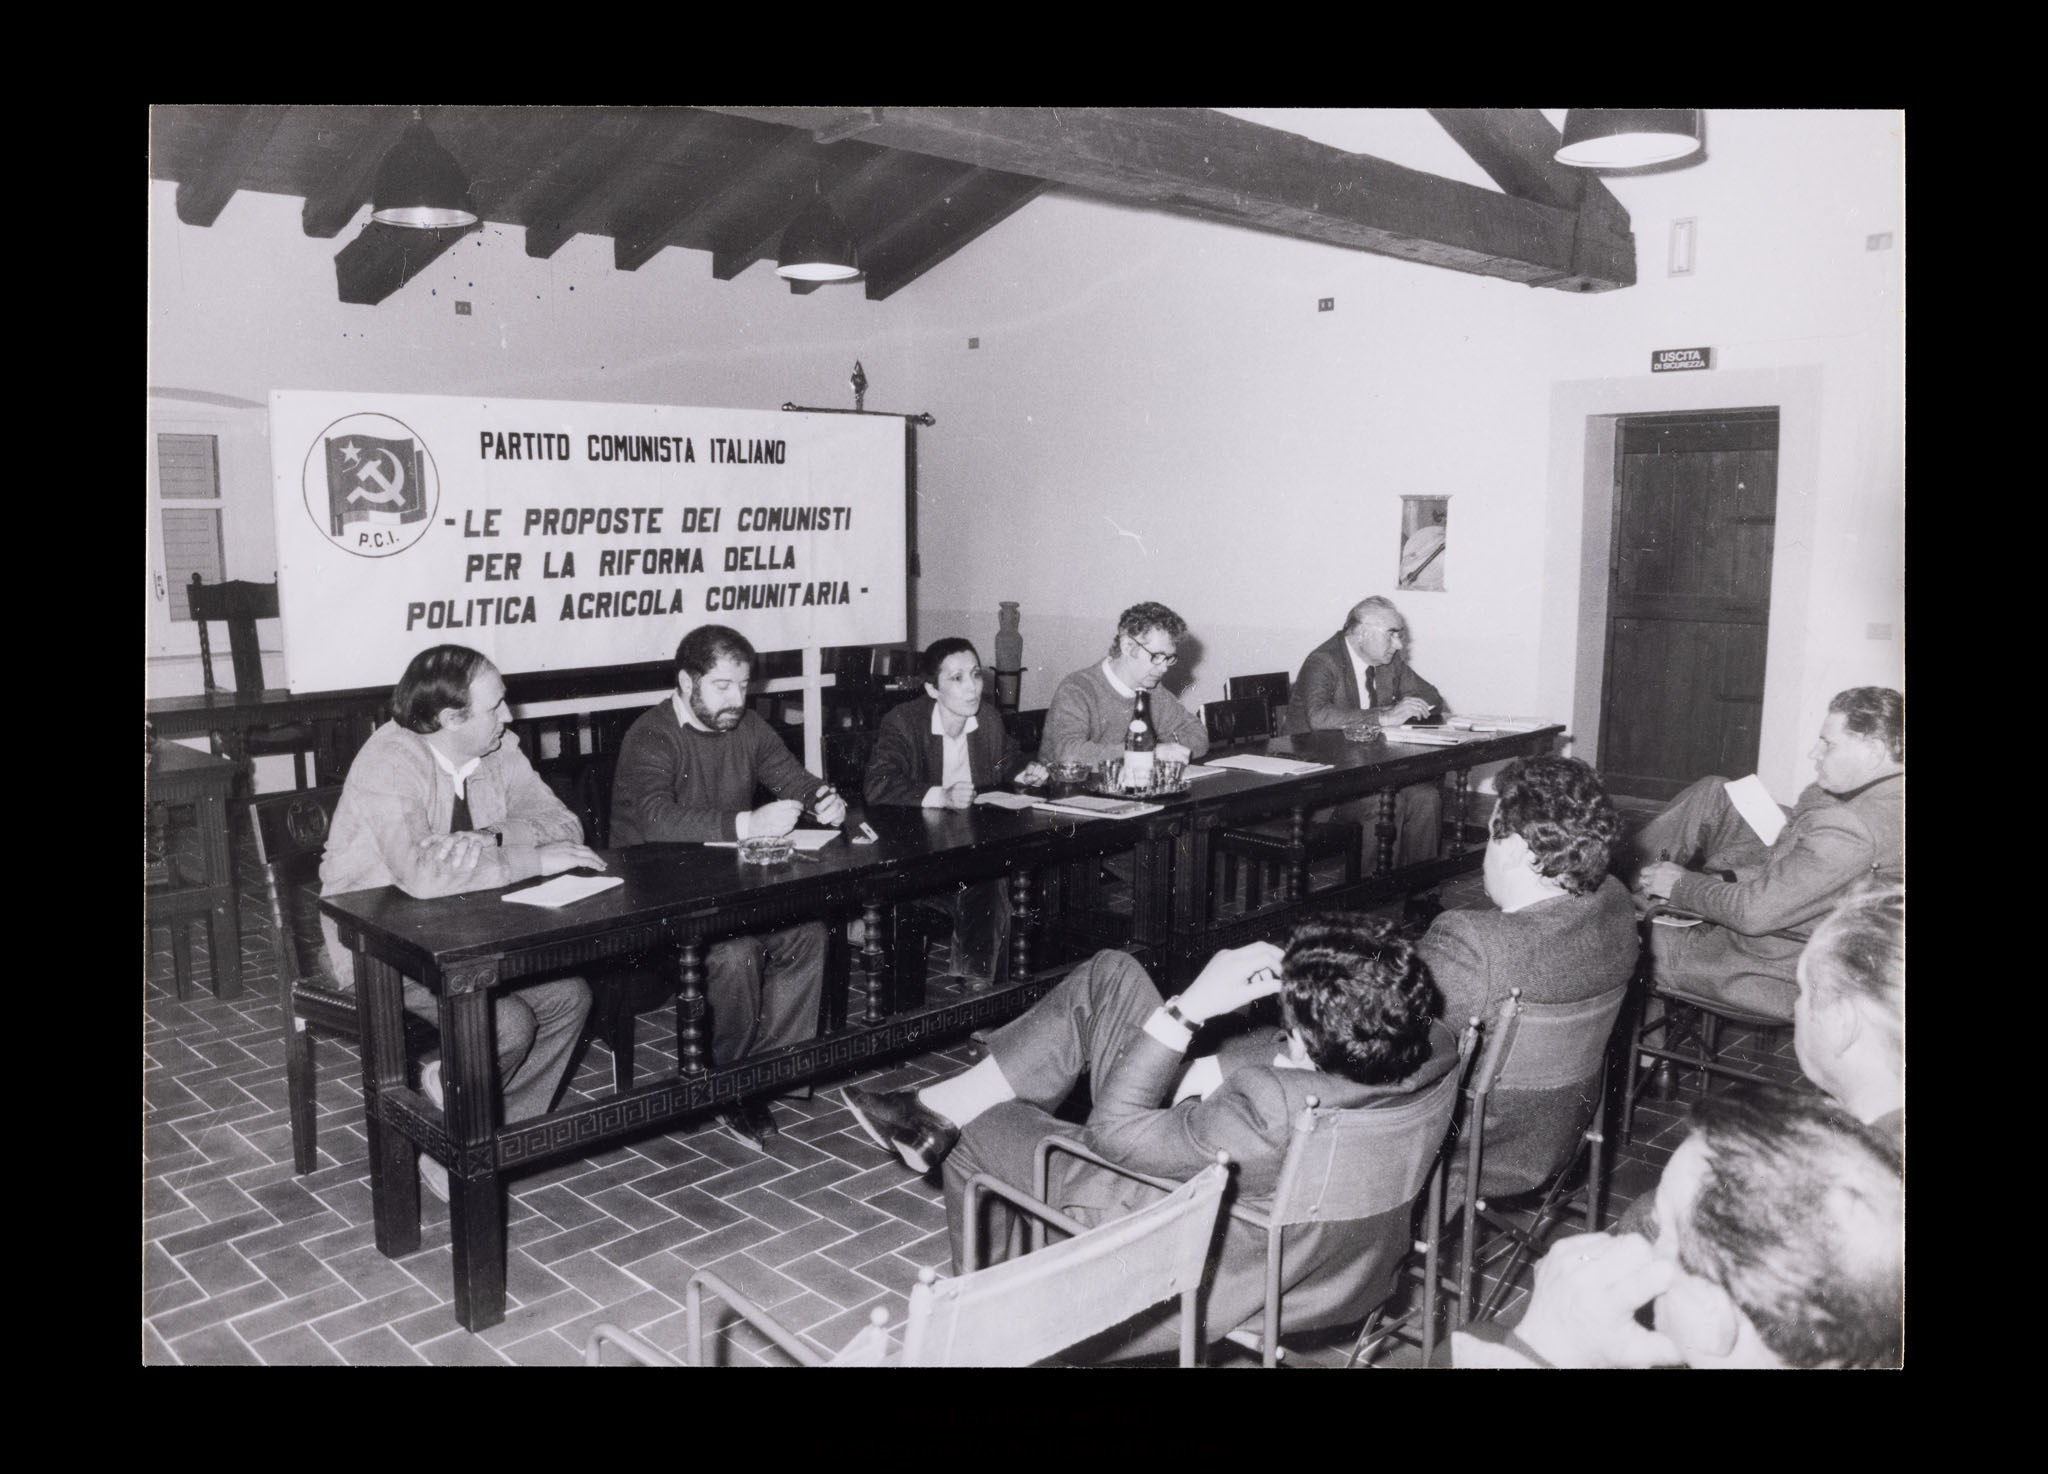 PARTITO COMUNISTA ITALIANO
- LE PROPOSTE DEI COMUNISTI
PER LA RIFORMA DELLA
POLITICA AGRICOLA COMUNITARIA -
P.C.I.
USCITA
DI SICUREZZA